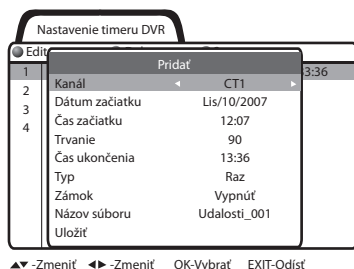 Nastavenie timeru DVR
Edit
Pridať
1 3:36
Kanál CT1
2
Dátum začiatku Lis/10/2007
3
Čas začiatku 12:07
4
Trvanie 90
Čas ukončenia 13:36
Typ Raz
Zámok Vypnúť
Názov súboru Udalosti_001
Uložiť
▲▼ -Zmeniť ◀▶ -Zmeniť OK-Vybrať EXIT-Odísť